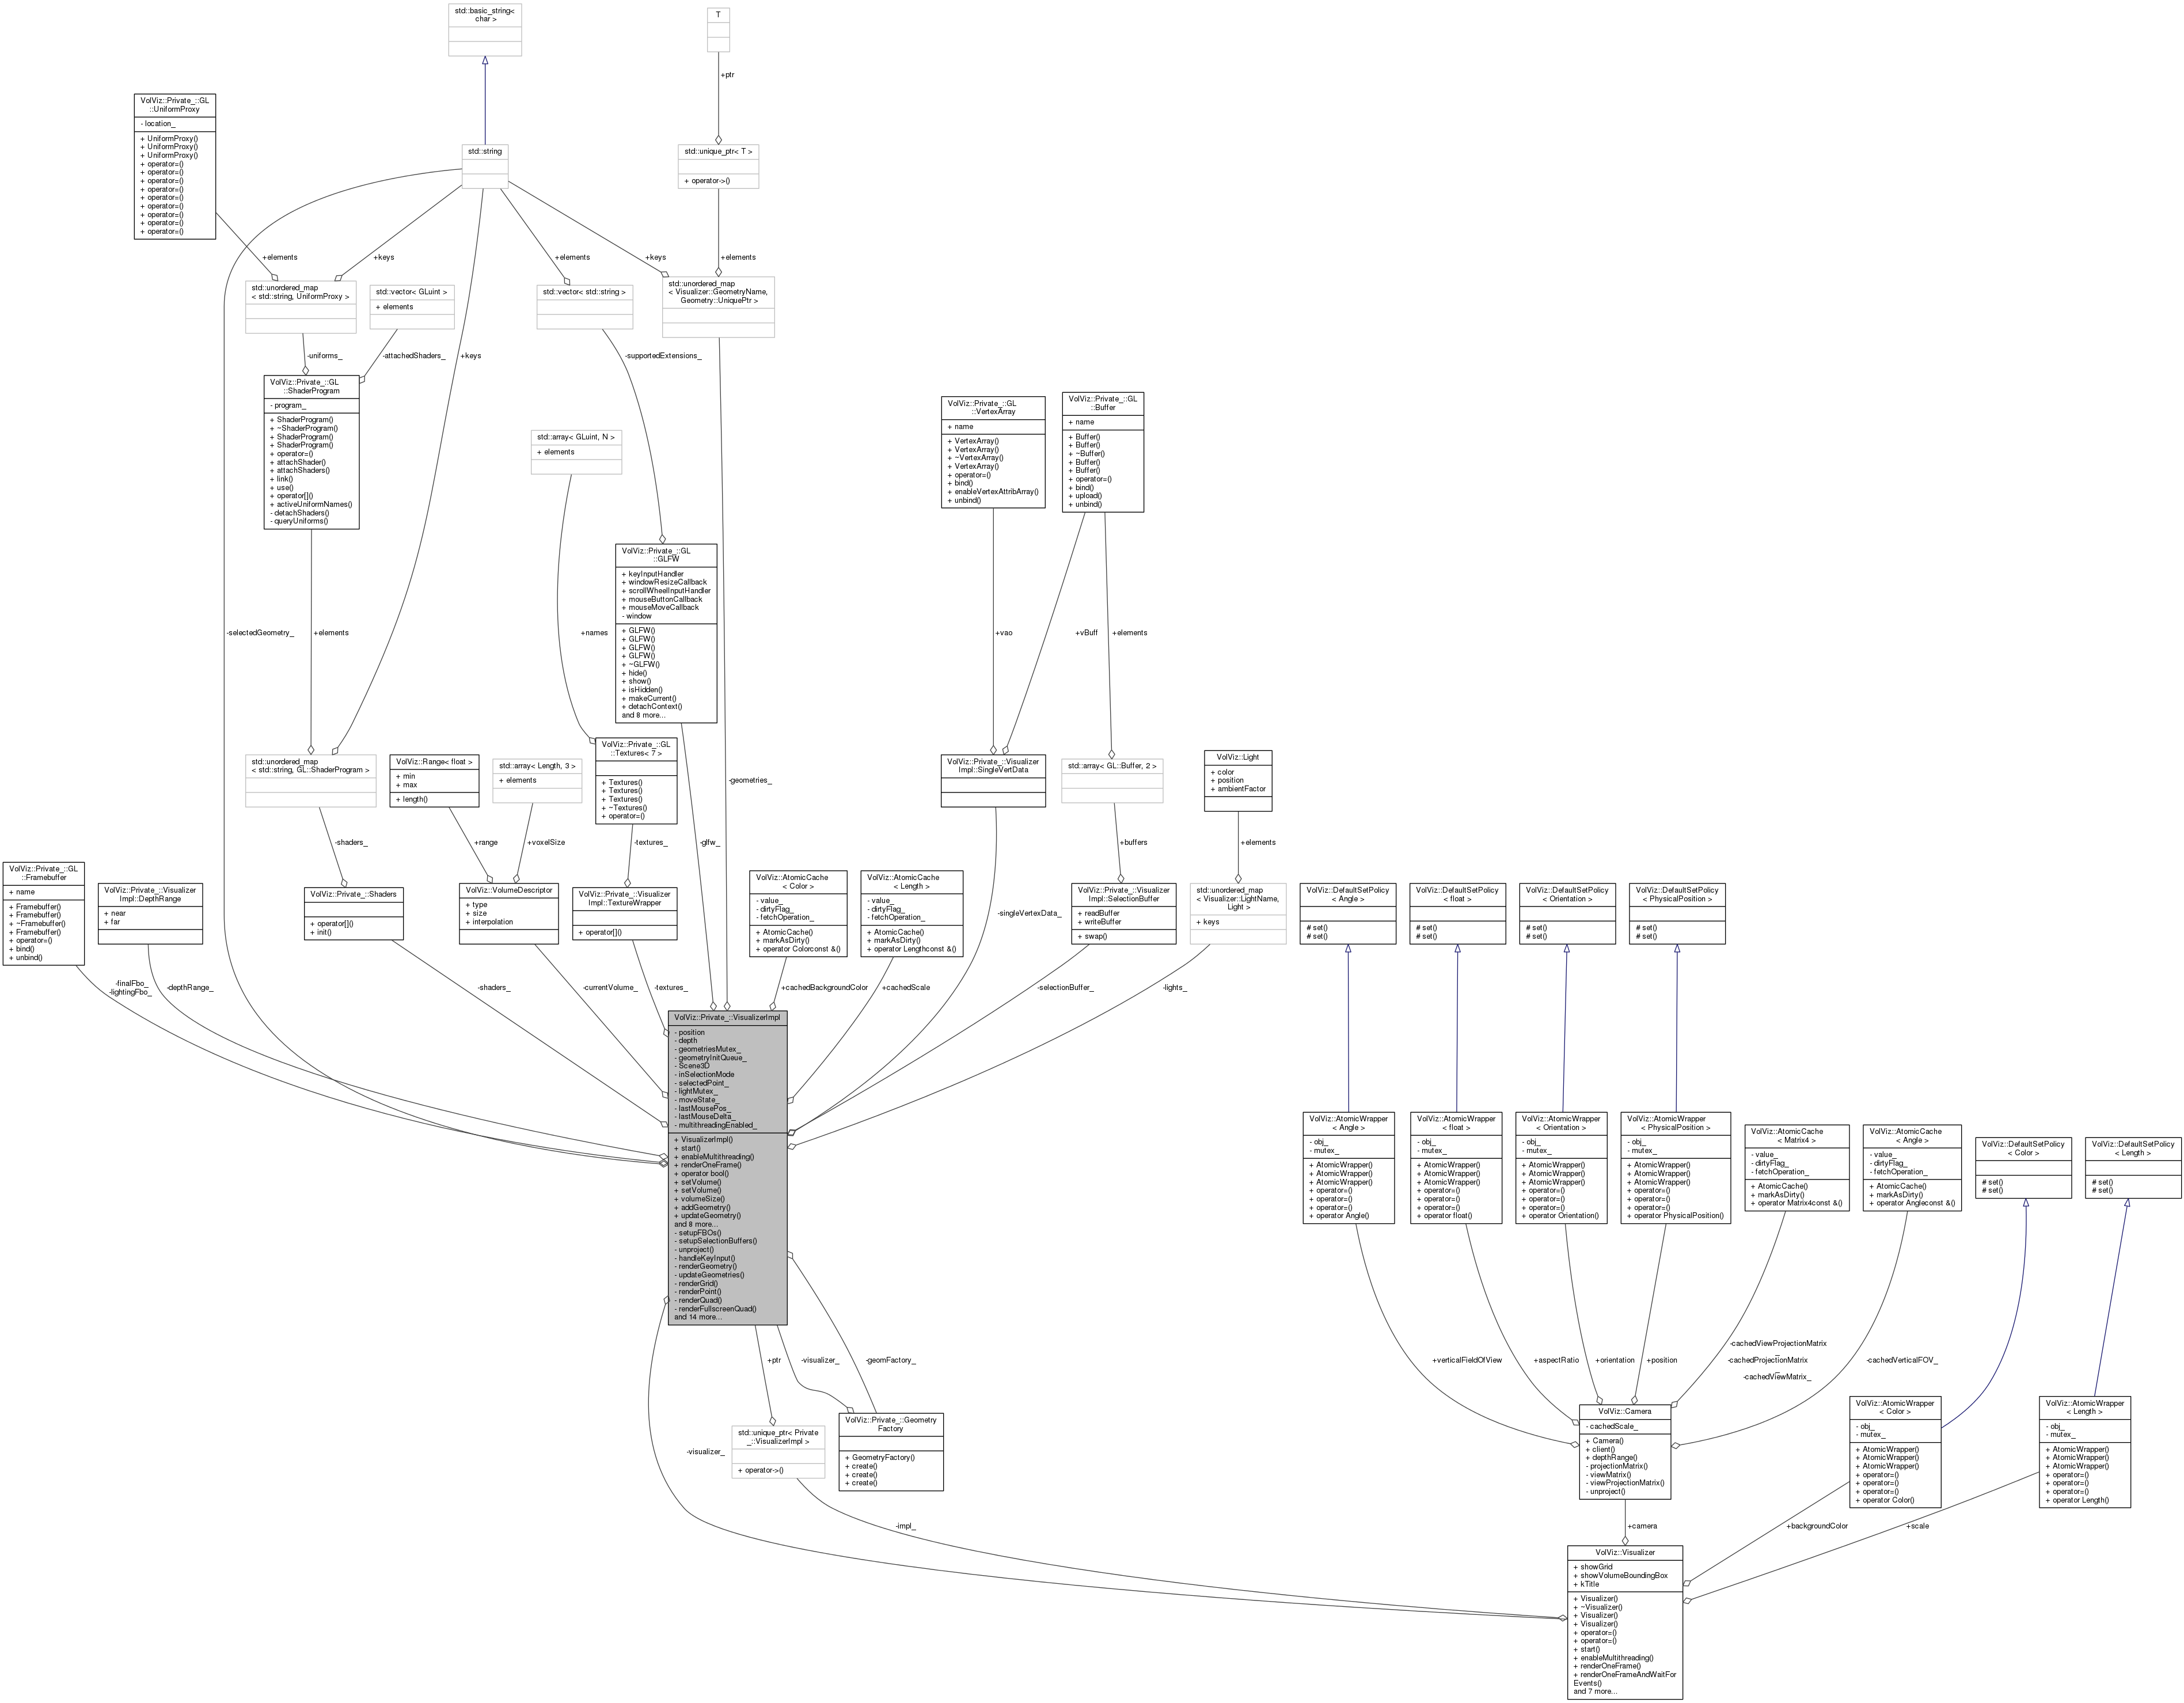 std::basic_string<
char >
T
+ptr
VolViz::Private_::GL
::UniformProxy
- location_
+ UniformProxy()
+ UniformProxy()
+ UniformProxy()
+ operator=()
+ operator=()
+ operator=()
+ operator=()
+ operator=()
+ operator=()
+ operator=()
+ operator=()
+ operator=()
std::string
std::unique_ptr< T >
+ operator->()
+elements
+keys
+elements
+keys
+elements
std::unordered_map
< std::string, UniformProxy >
std::vector< GLuint >
+ elements
std::vector< std::string >
std::unordered_map
< Visualizer::GeometryName,
Geometry::UniquePtr >
-uniforms_
-attachedShaders_
+keys
-supportedExtensions_
VolViz::Private_::GL
::ShaderProgram
- program_
+ ShaderProgram()
+ ~ShaderProgram()
+ ShaderProgram()
+ ShaderProgram()
+ operator=()
+ attachShader()
+ attachShaders()
+ link()
+ use()
+ operator[]()
+ activeUniformNames()
- detachShaders()
- queryUniforms()
std::array< GLuint, N >
+ elements
VolViz::Private_::GL
::VertexArray
+ name
+ VertexArray()
+ VertexArray()
+ ~VertexArray()
+ VertexArray()
+ operator=()
+ bind()
+ enableVertexAttribArray()
+ unbind()
VolViz::Private_::GL
::Buffer
+ name
+ Buffer()
+ Buffer()
+ ~Buffer()
+ Buffer()
+ Buffer()
+ operator=()
+ bind()
+ upload()
+ unbind()
VolViz::Private_::GL
::GLFW
+ keyInputHandler
+ windowResizeCallback
+ scrollWheelInputHandler
+ mouseButtonCallback
+ mouseMoveCallback
- window
+ GLFW()
+ GLFW()
+ GLFW()
+ GLFW()
+ ~GLFW()
+ hide()
+ show()
+ isHidden()
+ makeCurrent()
+ detachContext()
and 8 more...
-selectedGeometry_
+elements
+names
+vao
+vBuff
+elements
std::unordered_map
< std::string, GL::ShaderProgram >
VolViz::Range< float >
+ min
+ max
+ length()
std::array< Length, 3 >
+ elements
VolViz::Private_::GL
::Textures< 7 >
+ Textures()
+ Textures()
+ Textures()
+ ~Textures()
+ operator=()
-geometries_
VolViz::Private_::Visualizer
Impl::SingleVertData
std::array< GL::Buffer, 2 >
VolViz::Light
+ color
+ position
+ ambientFactor
-shaders_
+range
+voxelSize
-textures_
-glfw_
+buffers
+elements
VolViz::Private_::GL
::Framebuffer
+ name
+ Framebuffer()
+ Framebuffer()
+ ~Framebuffer()
+ Framebuffer()
+ operator=()
+ bind()
+ unbind()
VolViz::Private_::Visualizer
Impl::DepthRange
+ near
+ far
VolViz::Private_::Shaders
+ operator[]()
+ init()
VolViz::VolumeDescriptor
+ type
+ size
+ interpolation
VolViz::Private_::Visualizer
Impl::TextureWrapper
+ operator[]()
VolViz::AtomicCache
< Color >
- value_
- dirtyFlag_
- fetchOperation_
+ AtomicCache()
+ markAsDirty()
+ operator Colorconst &()
VolViz::AtomicCache
< Length >
- value_
- dirtyFlag_
- fetchOperation_
+ AtomicCache()
+ markAsDirty()
+ operator Lengthconst &()
-singleVertexData_
VolViz::Private_::Visualizer
Impl::SelectionBuffer
+ readBuffer
+ writeBuffer
+ swap()
std::unordered_map
< Visualizer::LightName,
Light >
+ keys
VolViz::DefaultSetPolicy
< Angle >
# set()
# set()
VolViz::DefaultSetPolicy
< float >
# set()
# set()
VolViz::DefaultSetPolicy
< Orientation >
# set()
# set()
VolViz::DefaultSetPolicy
< PhysicalPosition >
# set()
# set()
-finalFbo_
-lightingFbo_
-depthRange_
-shaders_
-currentVolume_
-textures_
+cachedBackgroundColor
+cachedScale
-selectionBuffer_
-lights_
VolViz::Private_::VisualizerImpl
- position
- depth
- geometriesMutex_
- geometryInitQueue_
- Scene3D
- inSelectionMode
- selectedPoint_
- lightMutex_
- moveState_
- lastMousePos_
- lastMouseDelta_
- multithreadingEnabled_
+ VisualizerImpl()
+ start()
+ enableMultithreading()
+ renderOneFrame()
+ operator bool()
+ setVolume()
+ setVolume()
+ volumeSize()
+ addGeometry()
+ updateGeometry()
and 8 more...
- setupFBOs()
- setupSelectionBuffers()
- unproject()
- handleKeyInput()
- renderGeometry()
- updateGeometries()
- renderGrid()
- renderPoint()
- renderQuad()
- renderFullscreenQuad()
and 14 more...
VolViz::AtomicWrapper
< Angle >
- obj_
- mutex_
+ AtomicWrapper()
+ AtomicWrapper()
+ AtomicWrapper()
+ operator=()
+ operator=()
+ operator=()
+ operator Angle()
VolViz::AtomicWrapper
< float >
- obj_
- mutex_
+ AtomicWrapper()
+ AtomicWrapper()
+ AtomicWrapper()
+ operator=()
+ operator=()
+ operator=()
+ operator float()
VolViz::AtomicWrapper
< Orientation >
- obj_
- mutex_
+ AtomicWrapper()
+ AtomicWrapper()
+ AtomicWrapper()
+ operator=()
+ operator=()
+ operator=()
+ operator Orientation()
VolViz::AtomicWrapper
< PhysicalPosition >
- obj_
- mutex_
+ AtomicWrapper()
+ AtomicWrapper()
+ AtomicWrapper()
+ operator=()
+ operator=()
+ operator=()
+ operator PhysicalPosition()
VolViz::AtomicCache
< Matrix4 >
- value_
- dirtyFlag_
- fetchOperation_
+ AtomicCache()
+ markAsDirty()
+ operator Matrix4const &()
VolViz::AtomicCache
< Angle >
- value_
- dirtyFlag_
- fetchOperation_
+ AtomicCache()
+ markAsDirty()
+ operator Angleconst &()
VolViz::DefaultSetPolicy
< Color >
# set()
# set()
VolViz::DefaultSetPolicy
< Length >
# set()
# set()
+ptr
-visualizer_
-geomFactory_
+verticalFieldOfView
+aspectRatio
+orientation
+position
-cachedViewProjectionMatrix
_
-cachedProjectionMatrix
_
-cachedViewMatrix_
-cachedVerticalFOV_
-visualizer_
std::unique_ptr< Private
_::VisualizerImpl >
+ operator->()
VolViz::Private_::Geometry
Factory
+ GeometryFactory()
+ create()
+ create()
+ create()
VolViz::Camera
- cachedScale_
+ Camera()
+ client()
+ depthRange()
- projectionMatrix()
- viewMatrix()
- viewProjectionMatrix()
- unproject()
VolViz::AtomicWrapper
< Color >
- obj_
- mutex_
+ AtomicWrapper()
+ AtomicWrapper()
+ AtomicWrapper()
+ operator=()
+ operator=()
+ operator=()
+ operator Color()
VolViz::AtomicWrapper
< Length >
- obj_
- mutex_
+ AtomicWrapper()
+ AtomicWrapper()
+ AtomicWrapper()
+ operator=()
+ operator=()
+ operator=()
+ operator Length()
-impl_
+camera
+backgroundColor
+scale
VolViz::Visualizer
+ showGrid
+ showVolumeBoundingBox
+ kTitle
+ Visualizer()
+ ~Visualizer()
+ Visualizer()
+ Visualizer()
+ operator=()
+ operator=()
+ start()
+ enableMultithreading()
+ renderOneFrame()
+ renderOneFrameAndWaitFor
Events()
and 7 more...